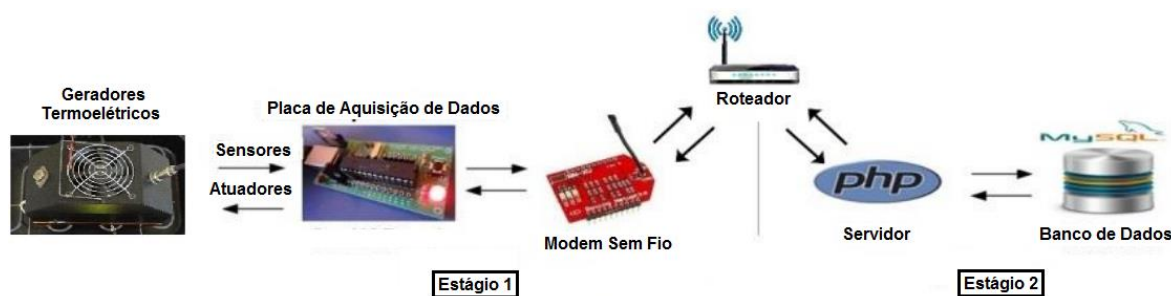 Geradores
Termoelétricos
Placa de Aquisição de Dados
Sensores
Atuadores
Modem Sem Fio
Roteador
php
Servidor
MySQL
Banco de Dados
Estágio 1
Estágio 2